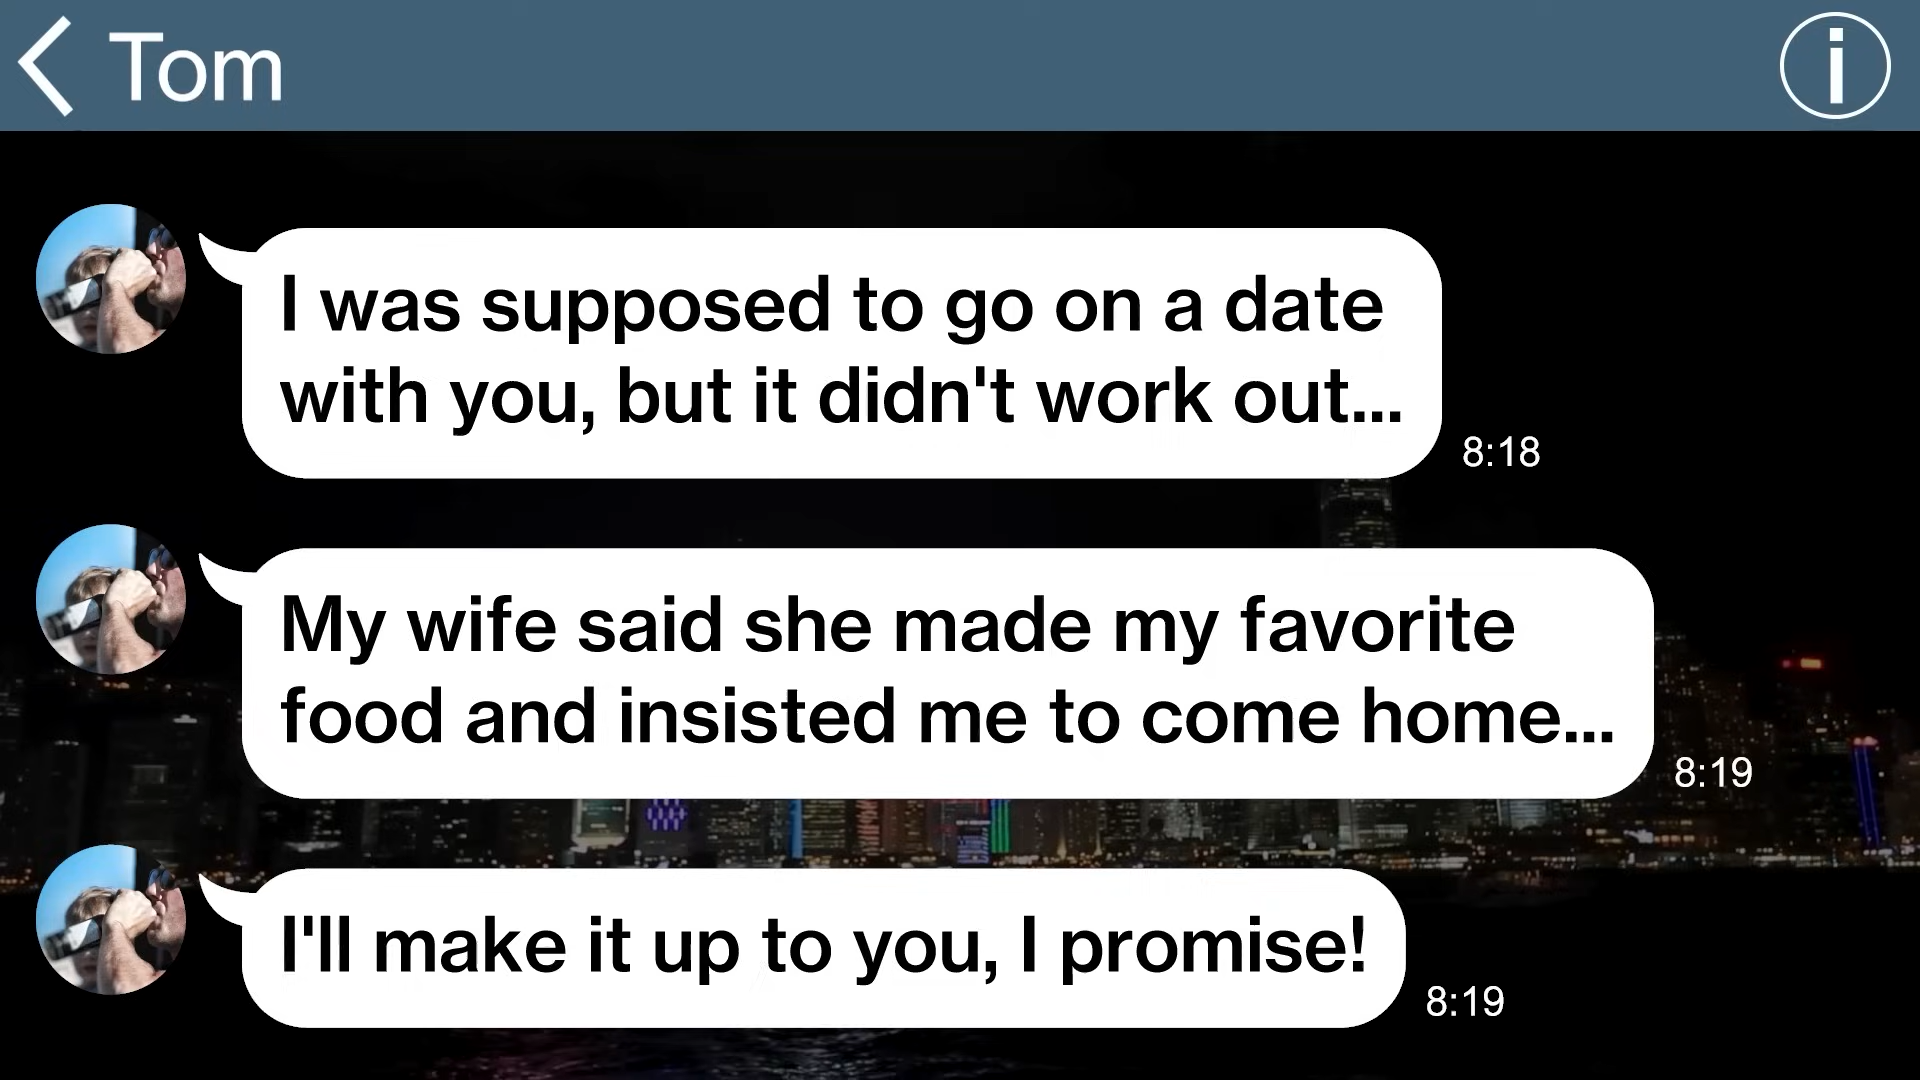 Tom
I was supposed to go on a date
with you, but it didn't work out...
8:18
My wife said she made my favorite
food and insisted me to come home...
8:19
I'll make it up to you, I promise!
8:19